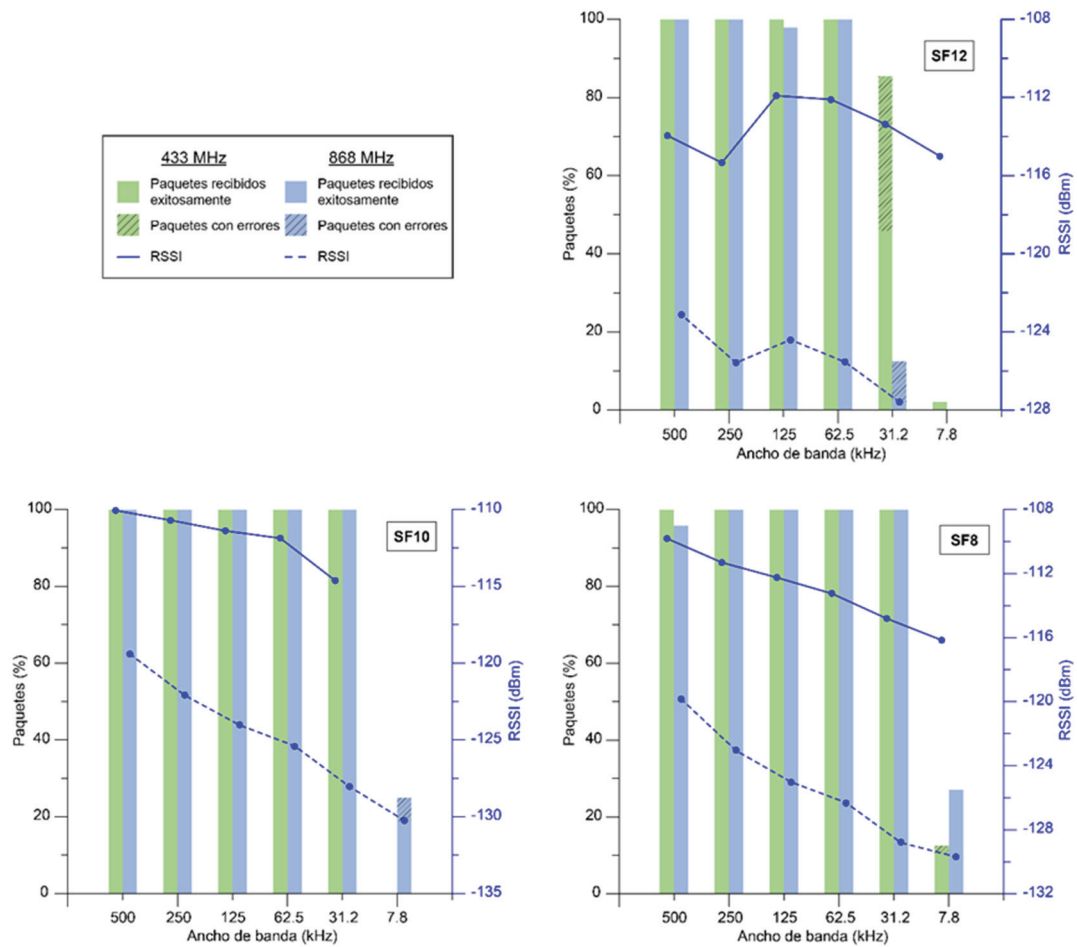 433 MHz 868 MHz
Paquetes recibidos exitosamente Paquetes recibidos exitosamente
Paquetes con errores Paquetes con errores
RSSI RSSI
SF12
Paquetes (%)
100
80
60
40
20
0
RSSI (dBm)
-108
-112
-116
-120
-124
-128
500 250 125 62.5 31.2 7.8
Ancho de banda (kHz)
SF10
Paquetes (%)
100
80
60
40
20
0
RSSI (dBm)
-110
-115
-120
-125
-130
-135
500 250 125 62.5 31.2 7.8
Ancho de banda (kHz)
SF8
Paquetes (%)
100
80
60
40
20
0
RSSI (dBm)
-108
-112
-116
-120
-124
-128
-132
500 250 125 62.5 31.2 7.8
Ancho de banda (kHz)